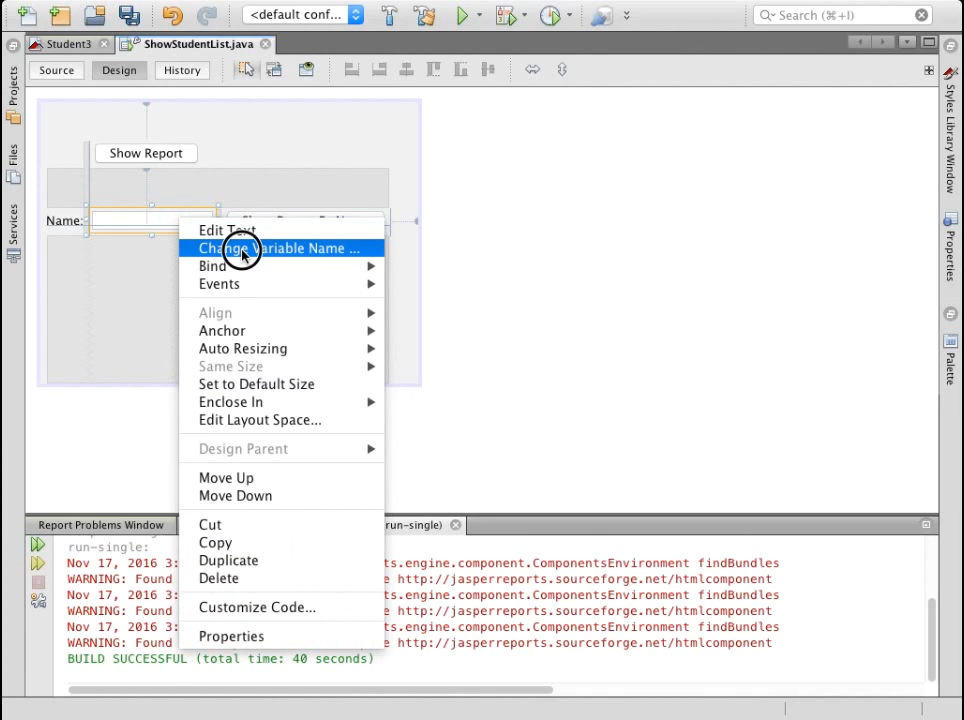 <default conf...
Search (⌘+I)
Student3
ShowStudentList.java
Source
Design
History
Projects
Files
Services
Styles Library Window
Properties
Palette
Show Report
Name:
Edit Text
Change Variable Name ...
Bind
Events
Align
Anchor
Auto Resizing
Same Size
Set to Default Size
Enclose In
Edit Layout Space...
Design Parent
Move Up
Move Down
Cut
Copy
Duplicate
Delete
Customize Code...
Properties
Report Problems Window
run-single)
run-single:
Nov 17, 2016 3: ts.engine.component.ComponentsEnvironment findBundles
WARNING: Found e http://jasperreports.sourceforge.net/htmlcomponent
Nov 17, 2016 3: ts.engine.component.ComponentsEnvironment findBundles
WARNING: Found e http://jasperreports.sourceforge.net/htmlcomponent
Nov 17, 2016 3: ts.engine.component.ComponentsEnvironment findBundles
WARNING: Found e http://jasperreports.sourceforge.net/htmlcomponent
BUILD SUCCESSFUL (total time: 40 seconds)